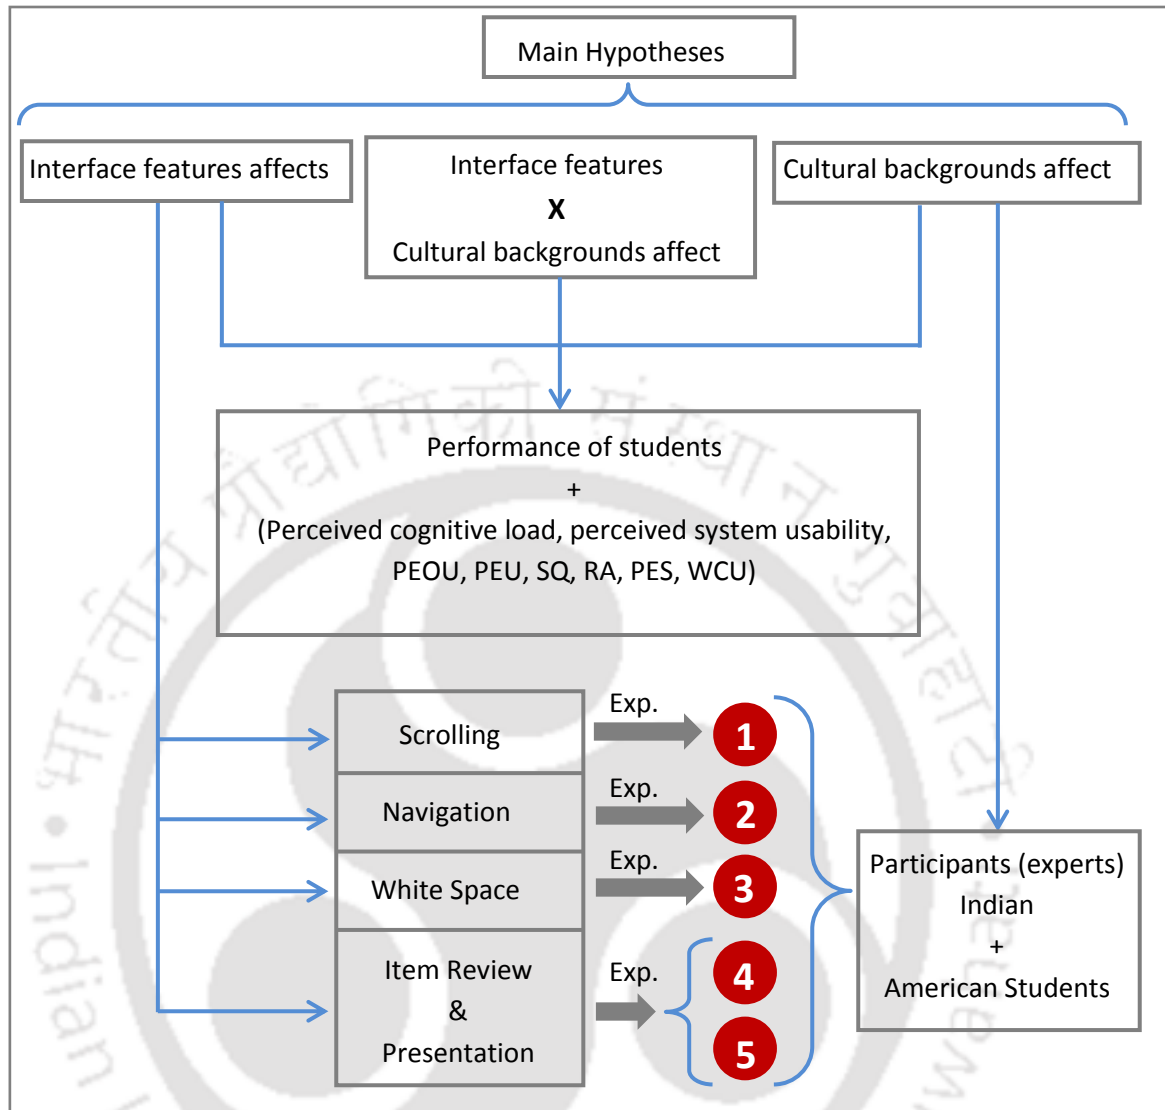 Main Hypotheses
Interface features affects
Interface features
X
Cultural backgrounds affect
Cultural backgrounds affect
Performance of students
+
(Perceived cognitive load, perceived system usability,
PEOU, PEU, SQ, RA, PES, WCU)
Scrolling
Exp.
1
Navigation
Exp.
2
White Space
Exp.
3
Item Review
&
Presentation
Exp.
4
5
Participants (experts)
Indian
+
American Students
भारतीय प्रौद्योगिकी संस्थान गुवाहाटी
Indian